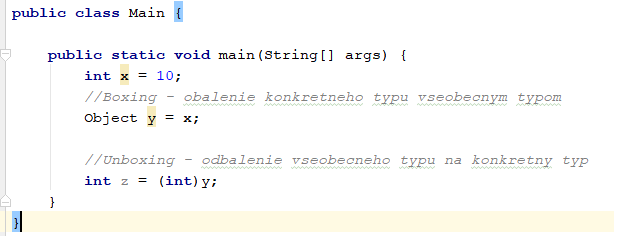 public class Main {
public static void main(String[] args) {
int x = 10;
//Boxing - obalenie konkretneho typu vseobecnym typom
Object y = x;
//Unboxing - odbalenie vseobecneho typu na konkretny typ
int z = (int)y;
}
}